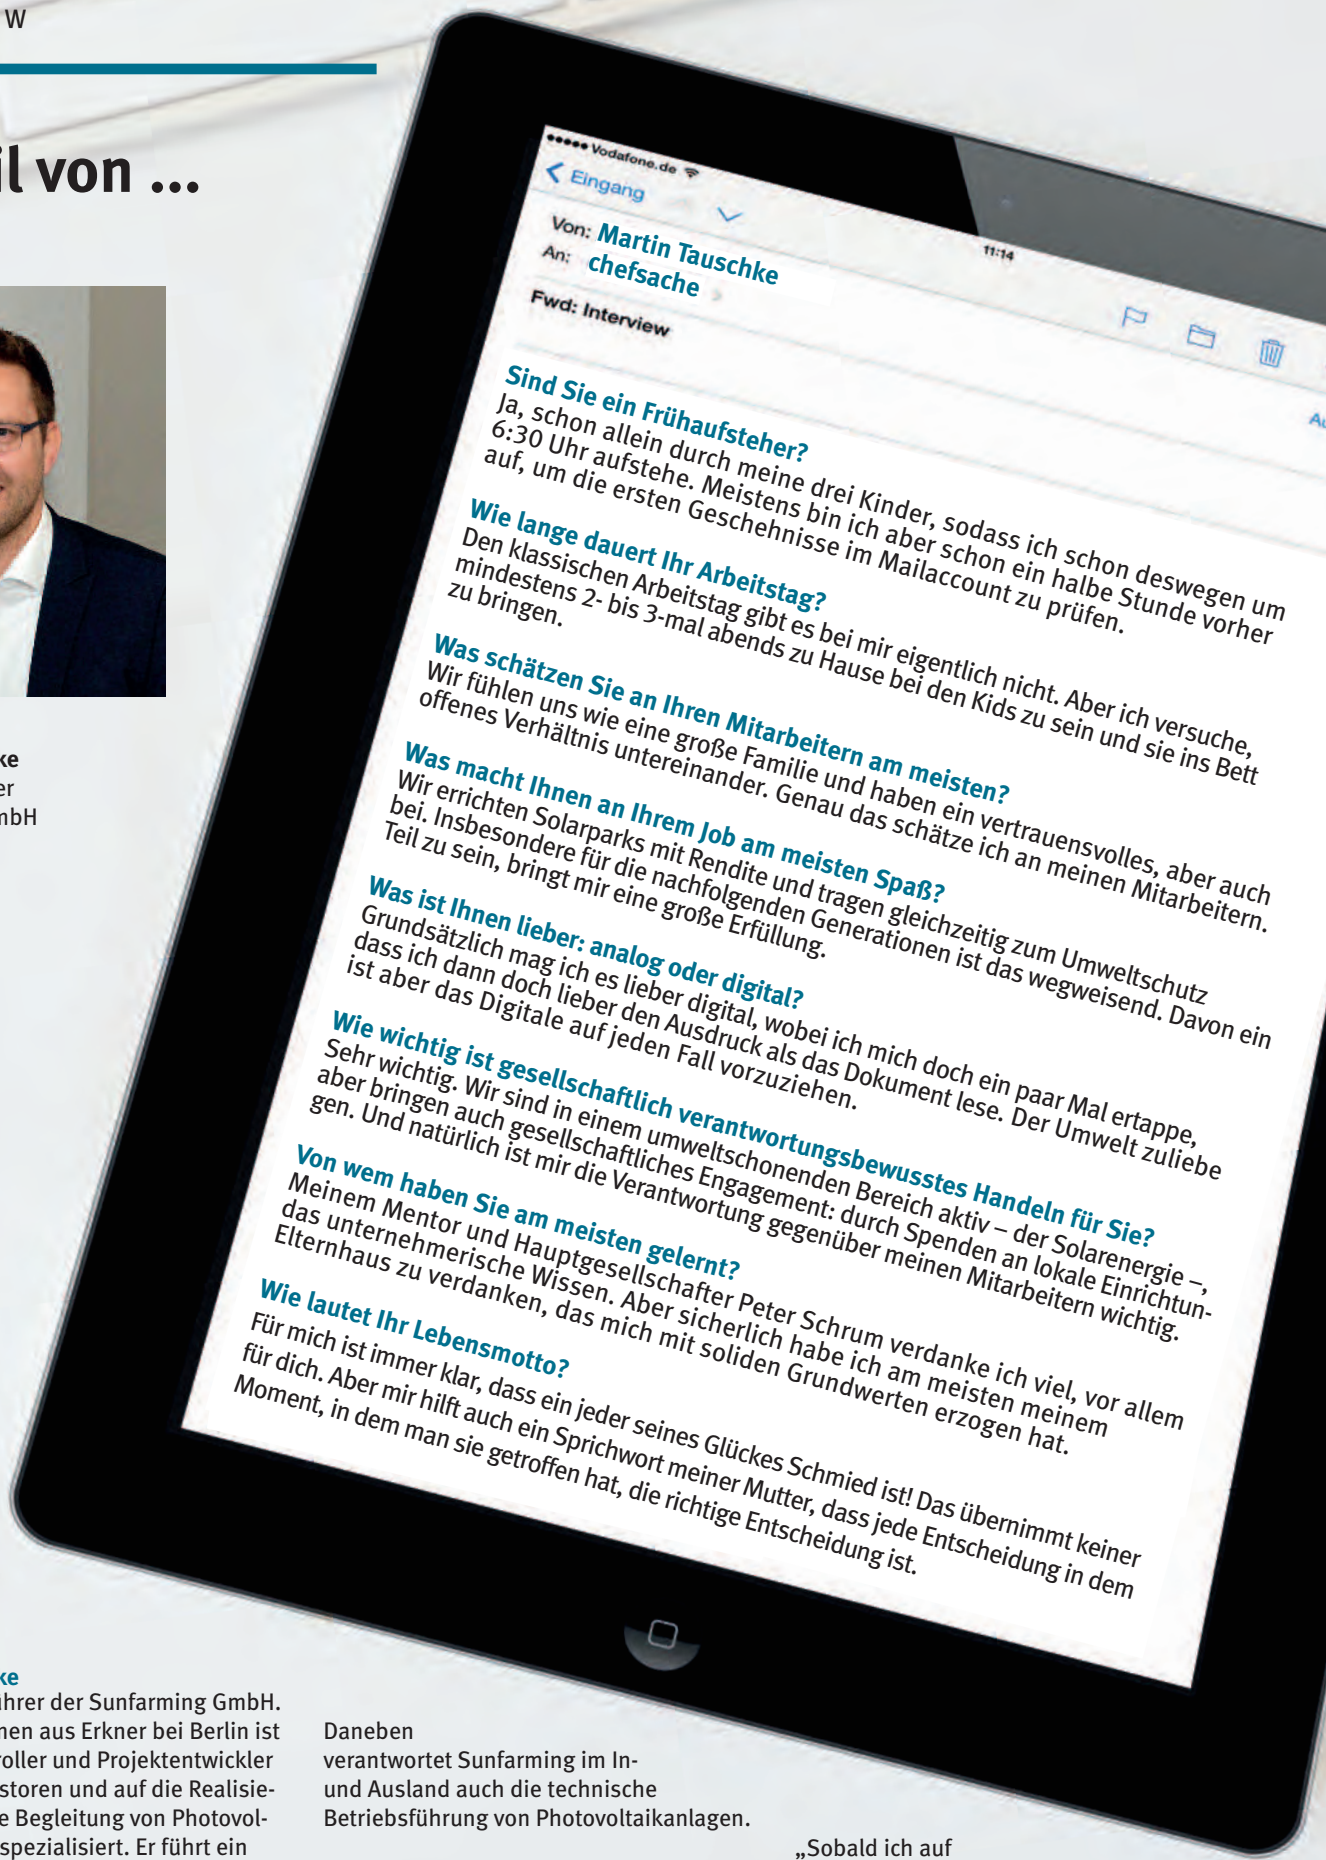 W
il von ...
ke
er
mbH
Vodafone.de
11:14
Eingang
Von: Martin Tauschke
An: chefsache
Fwd: Interview
Sind Sie ein Frühaufsteher?
Ja, schon allein durch meine drei Kinder, sodass ich schon deswegen um
6:30 Uhr aufstehe. Meistens bin ich aber schon ein halbe Stunde vorher
auf, um die ersten Geschehnisse im Mailaccount zu prüfen.
Wie lange dauert Ihr Arbeitstag?
Den klassischen Arbeitstag gibt es bei mir eigentlich nicht. Aber ich versuche,
mindestens 2- bis 3-mal abends zu Hause bei den Kids zu sein und sie ins Bett
zu bringen.
Was schätzen Sie an Ihren Mitarbeitern am meisten?
Wir fühlen uns wie eine große Familie und haben ein vertrauensvolles, aber auch
offenes Verhältnis untereinander. Genau das schätze ich an meinen Mitarbeitern.
Was macht Ihnen an Ihrem Job am meisten Spaß?
Wir errichten Solarparks mit Rendite und tragen gleichzeitig zum Umweltschutz
bei. Insbesondere für die nachfolgenden Generationen ist das wegweisend. Davon ein
Teil zu sein, bringt mir eine große Erfüllung.
Was ist Ihnen lieber: analog oder digital?
Grundsätzlich mag ich es lieber digital, wobei ich mich doch ein paar Mal ertappe,
dass ich dann doch lieber den Ausdruck als das Dokument lese. Der Umwelt zuliebe
ist aber das Digitale auf jeden Fall vorzuziehen.
Wie wichtig ist gesellschaftlich verantwortungsbewusstes Handeln für Sie?
Sehr wichtig. Wir sind in einem umweltschonenden Bereich aktiv – der Solarenergie –,
aber bringen auch gesellschaftliches Engagement: durch Spenden an lokale Einrichtun-
gen. Und natürlich ist mir die Verantwortung gegenüber meinen Mitarbeitern wichtig.
Von wem haben Sie am meisten gelernt?
Meinem Mentor und Hauptgesellschafter Peter Schrum verdanke ich viel, vor allem
das unternehmerische Wissen. Aber sicherlich habe ich am meisten meinem
Elternhaus zu verdanken, das mich mit soliden Grundwerten erzogen hat.
Wie lautet Ihr Lebensmotto?
Für mich ist immer klar, dass ein jeder seines Glückes Schmied ist! Das übernimmt keiner
für dich. Aber mir hilft auch ein Sprichwort meiner Mutter, dass jede Entscheidung in dem
Moment, in dem man sie getroffen hat, die richtige Entscheidung ist.
ke
ührer der Sunfarming GmbH.
men aus Erkner bei Berlin ist
roller und Projektentwickler
storen und auf die Realisie-
e Begleitung von Photovol-
spezialisiert. Er führt ein
Daneben
verantwortet Sunfarming im In-
und Ausland auch die technische
Betriebsführung von Photovoltaikanlagen.
„Sobald ich auf